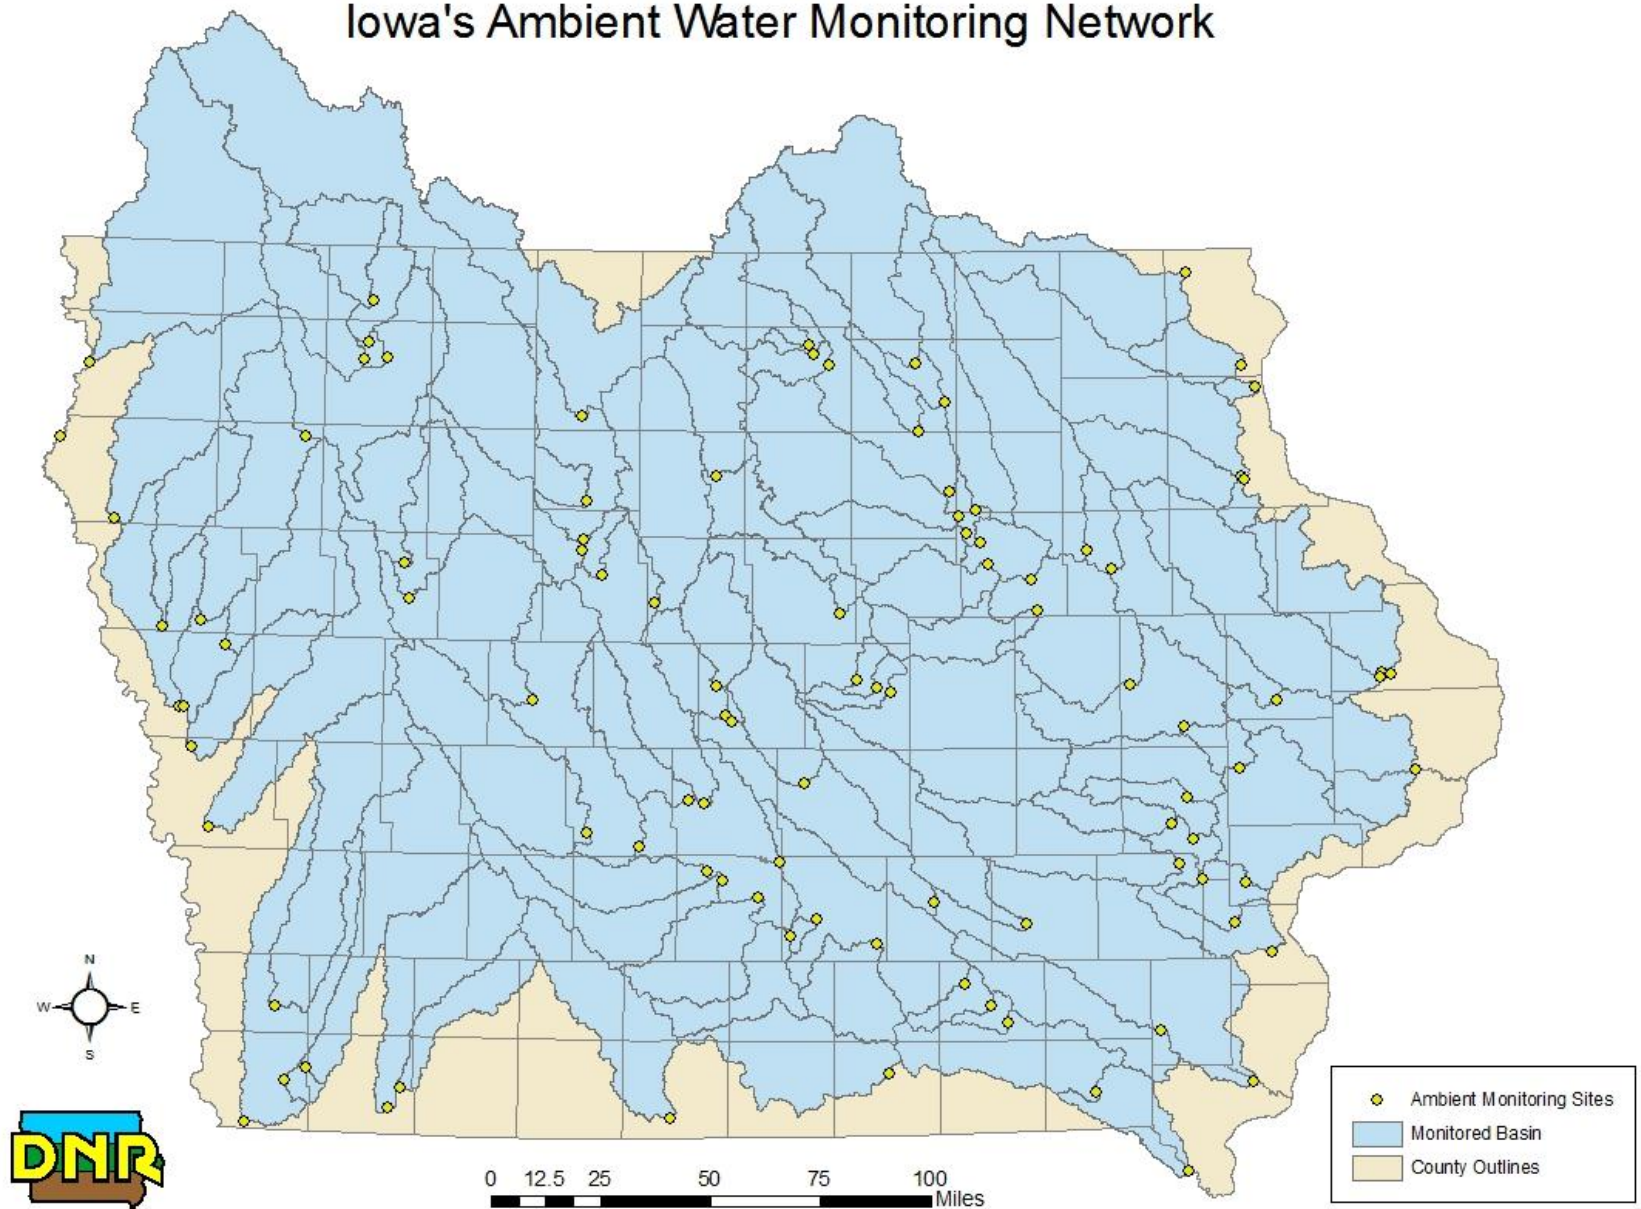 Iowa's Ambient Water Monitoring Network
N
W E
S
DNR
0 12.5 25 50 75 100
Miles
Ambient Monitoring Sites
Monitored Basin
County Outlines